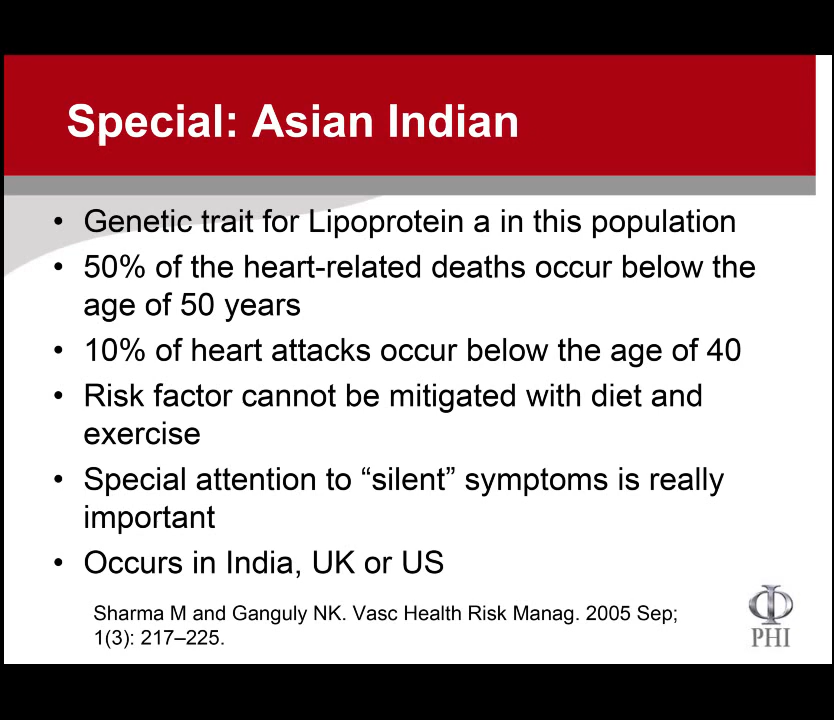 Special: Asian Indian
• Genetic trait for Lipoprotein a in this population
• 50% of the heart-related deaths occur below the
age of 50 years
• 10% of heart attacks occur below the age of 40
• Risk factor cannot be mitigated with diet and
exercise
• Special attention to “silent” symptoms is really
important
• Occurs in India, UK or US
Sharma M and Ganguly NK. Vasc Health Risk Manag. 2005 Sep;
1(3): 217–225.
PHI